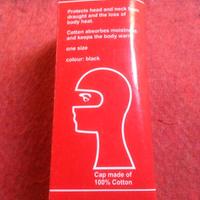 Protects head and neck from
draught and the loss of
body heat.
Cotton absorbes moisture
and keeps the body warm
one size
colour: black
Cap made of
100% Cotton